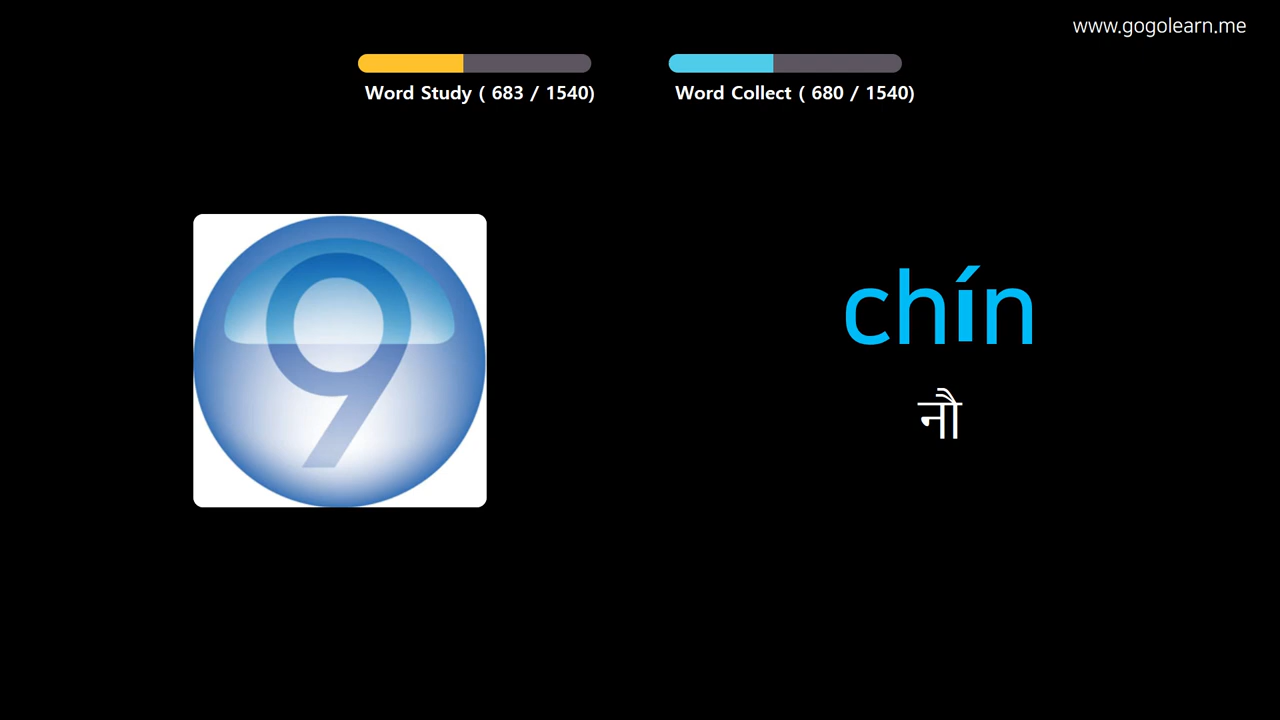 www.gogolearn.me
Word Study ( 683 / 1540)
Word Collect ( 680 / 1540)
9
chín
नौ